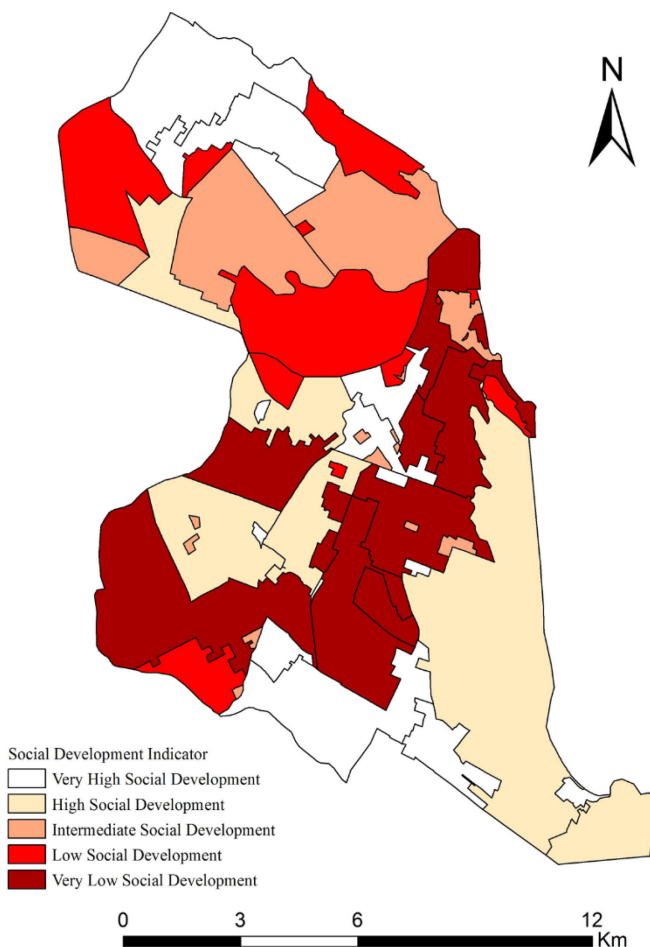 N
Social Development Indicator
Very High Social Development
High Social Development
Intermediate Social Development
Low Social Development
Very Low Social Development
0 3 6 12
Km